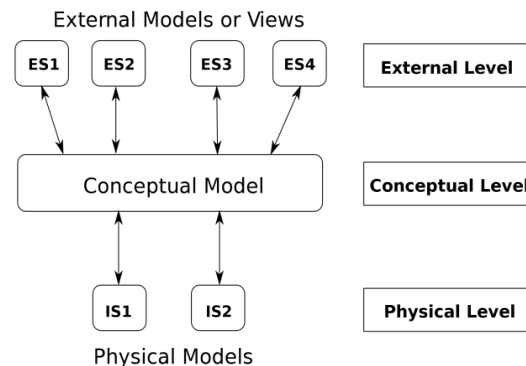 External Models or Views
ES1 ES2 ES3 ES4 External Level
Conceptual Model Conceptual Level
IS1 IS2 Physical Level
Physical Models